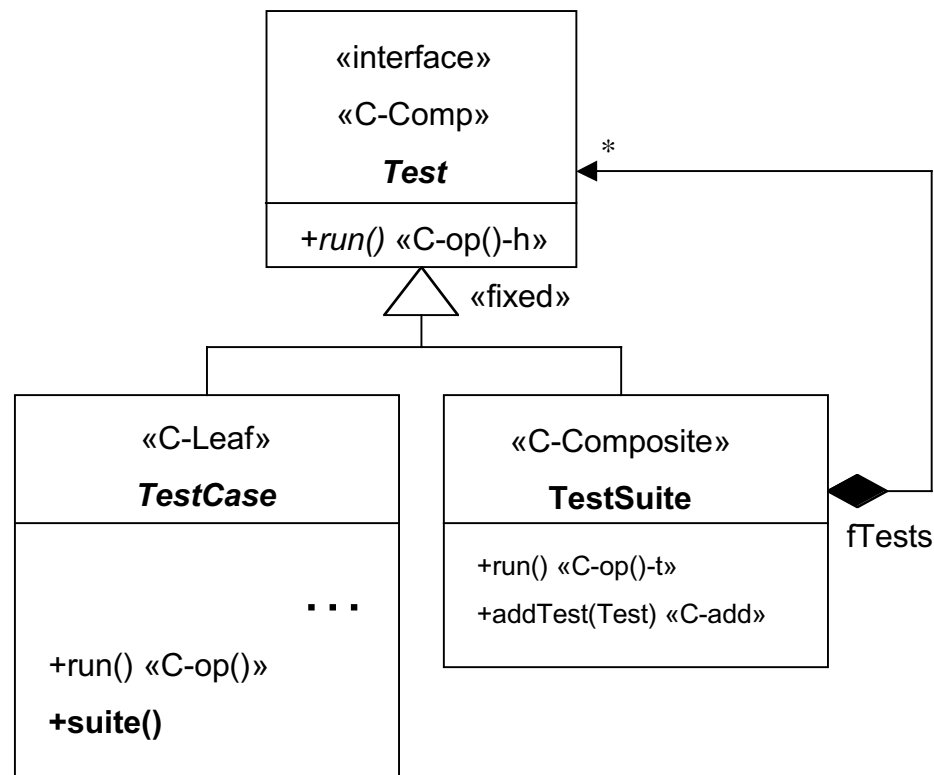 «interface»
«C-Comp»
Test
*
+run() «C-op()-h»
«fixed»
«C-Leaf»
TestCase
...
+run() «C-op()»
+suite()
«C-Composite»
TestSuite
fTests
+run() «C-op()-t»
+addTest(Test) «C-add»